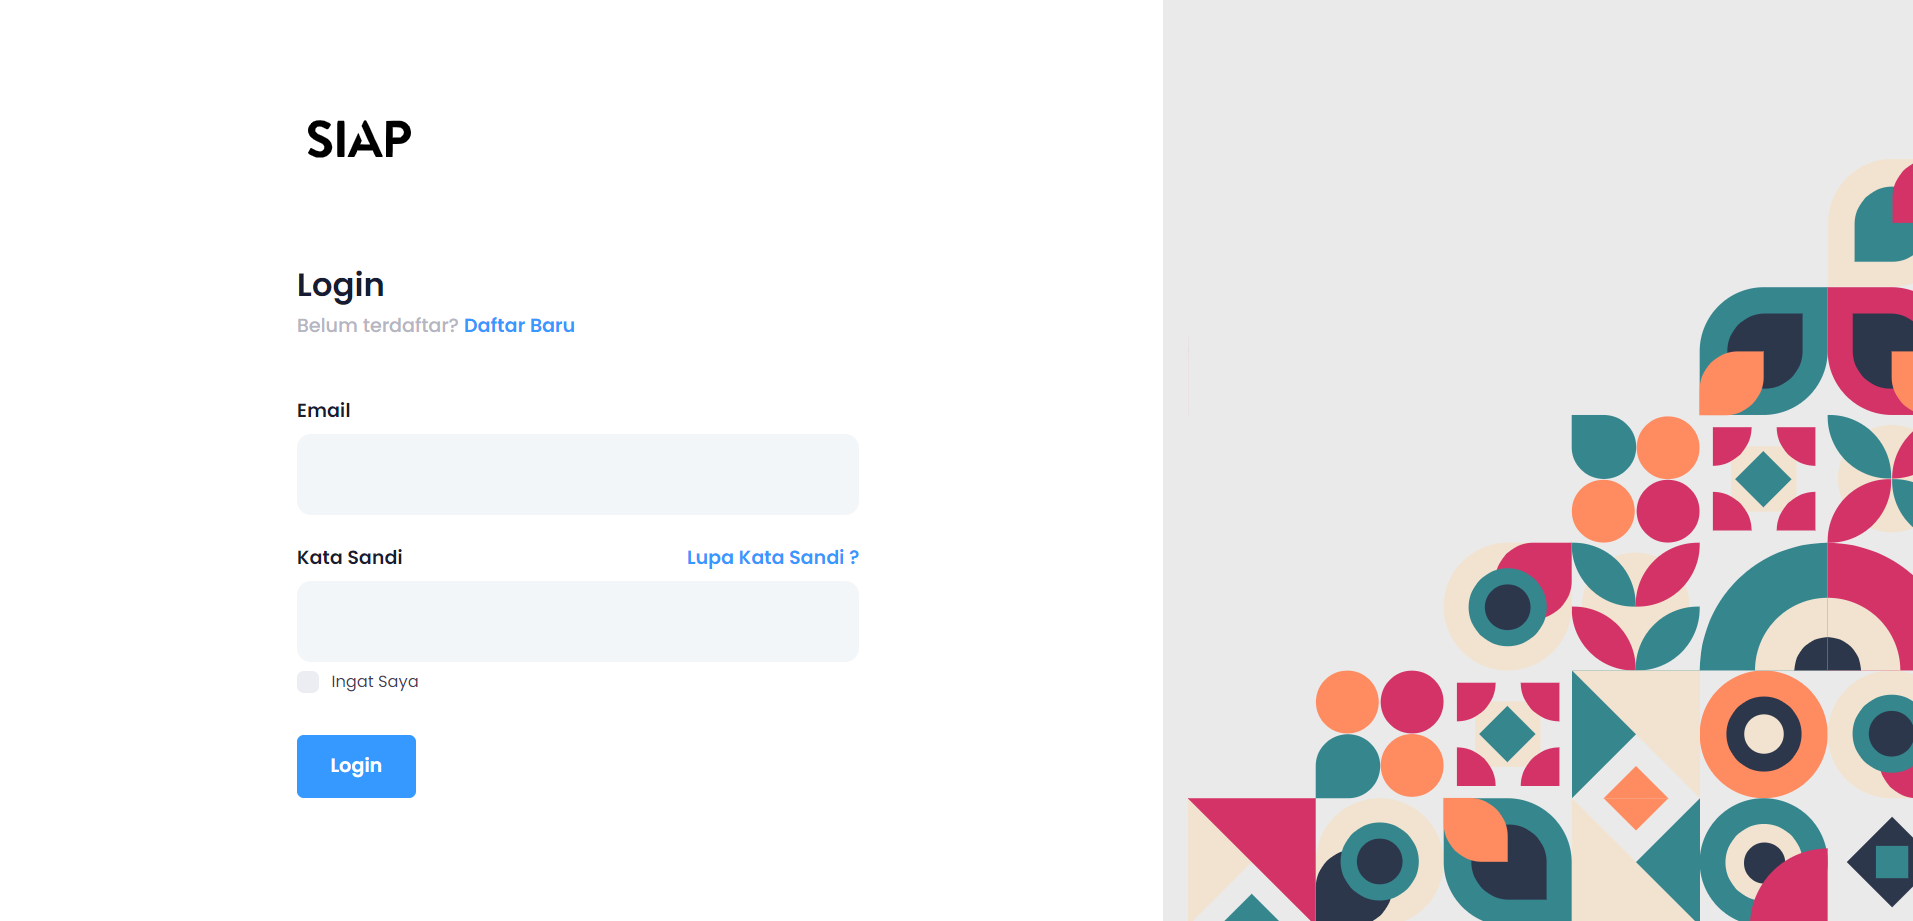 SIAP
Login
Belum terdaftar? Daftar Baru
Email
Kata Sandi
Lupa Kata Sandi ?
Ingat Saya
Login